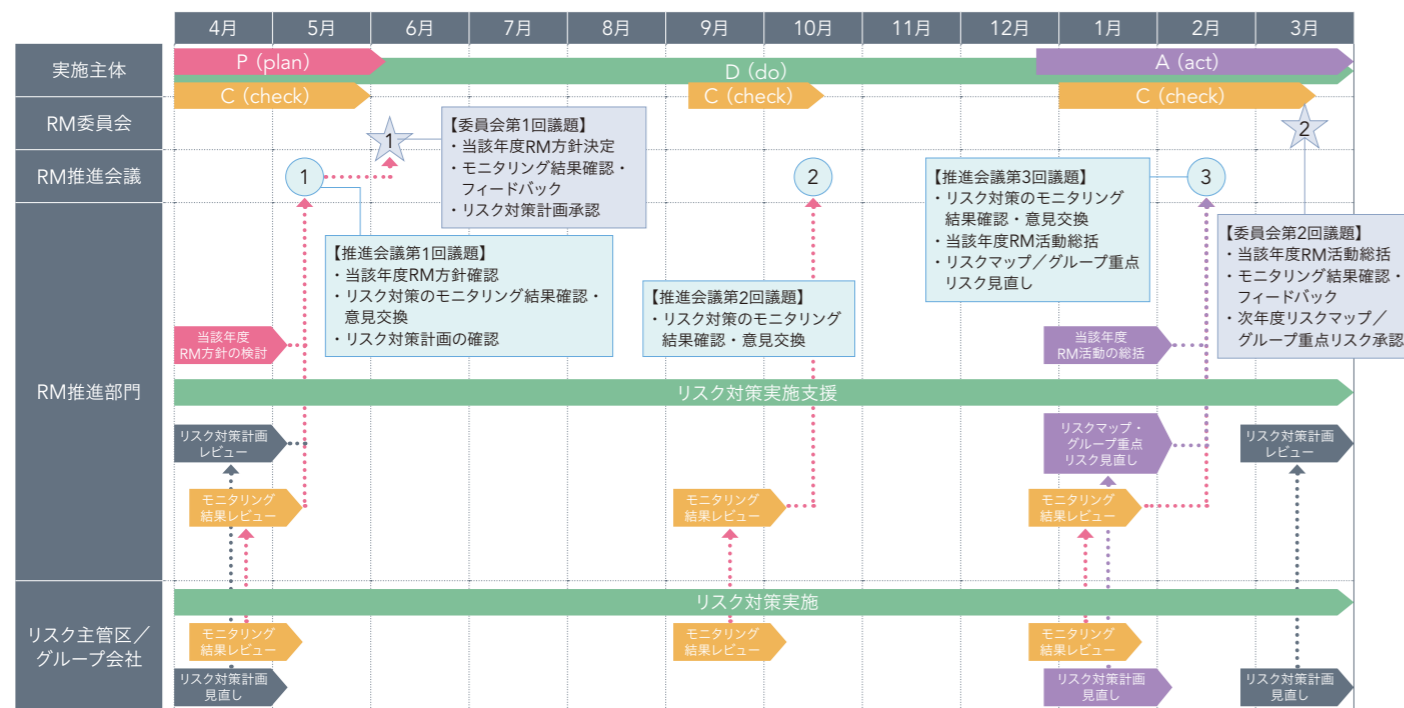 4月
5月
6月
7月
8月
9月
10月
11月
12月
1月
2月
3月
実施主体
P (plan)
D (do)
A (act)
C (check)
C (check)
C (check)
RM委員会
1
2
【委員会第1回議題】
・当該年度RM方針決定
・モニタリング結果確認・
フィードバック
・リスク対策計画承認
RM推進会議
1
2
3
【推進会議第1回議題】
・当該年度RM方針確認
・リスク対策のモニタリング結果確認・
意見交換
・リスク対策計画の確認
【推進会議第2回議題】
・リスク対策のモニタリング
結果確認・意見交換
【推進会議第3回議題】
・リスク対策のモニタリング
結果確認・意見交換
・当該年度RM活動総括
・リスクマップ／グループ重点
リスク見直し
【委員会第2回議題】
・当該年度RM活動総括
・モニタリング結果確認・
フィードバック
・次年度リスクマップ／
グループ重点リスク承認
RM推進部門
当該年度
RM方針の検討
当該年度
RM活動の総括
リスク対策実施支援
リスク対策計画
レビュー
リスクマップ・
グループ重点
リスク見直し
リスク対策計画
レビュー
モニタリング
結果レビュー
モニタリング
結果レビュー
モニタリング
結果レビュー
リスク主管区／
グループ会社
リスク対策実施
モニタリング
結果レビュー
モニタリング
結果レビュー
モニタリング
結果レビュー
リスク対策計画
見直し
リスク対策計画
見直し
リスク対策計画
見直し